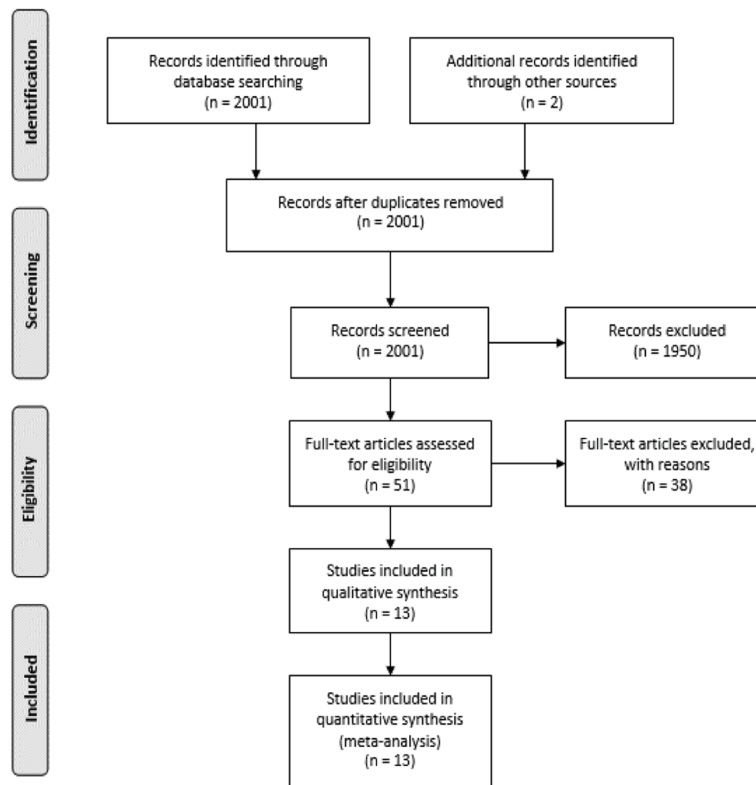 Identification
Records identified through
database searching
(n = 2001)
Additional records identified
through other sources
(n = 2)
Records after duplicates removed
(n = 2001)
Screening
Records screened
(n = 2001)
Records excluded
(n = 1950)
Eligibility
Full-text articles assessed
for eligibility
(n = 51)
Full-text articles excluded,
with reasons
(n = 38)
Studies included in
qualitative synthesis
(n = 13)
Included
Studies included in
quantitative synthesis
(meta-analysis)
(n = 13)